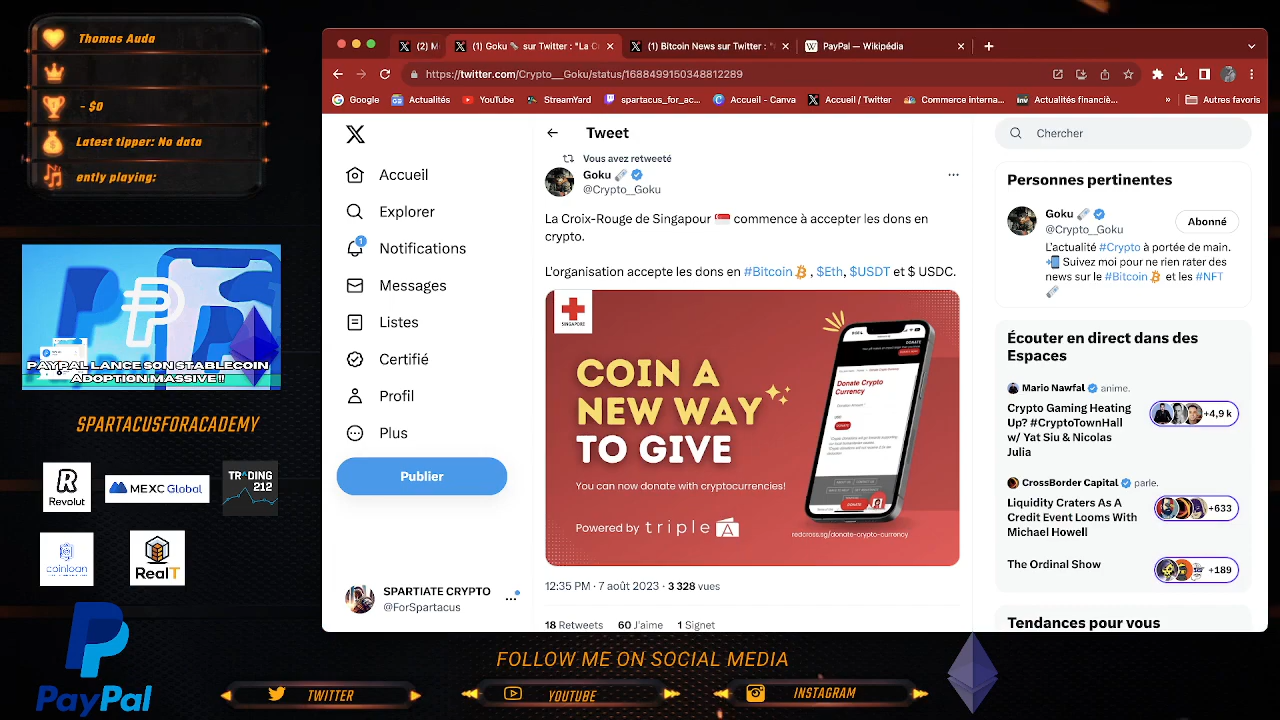 Thomas Auda
- $0
Latest tipper: No data
ently playing:
PAYPAL LANCE SON STABLECOIN
ADOPTION MASSIVE !!
SPARTACUSFORACADEMY
Revolut
MEXC Global
TRADING
212
coinloan
RealT
PayPal
(2) M
(1) Goku sur Twitter : "La C
(1) Bitcoin News sur Twitter : "
PayPal — Wikipédia
https://twitter.com/Crypto__Goku/status/1688499150348812289
Google
Actualités
YouTube
StreamYard
spartacus_for_ac...
Accueil - Canva
Accueil / Twitter
Commerce interna...
Inv
Actualités financiè...
»
Autres favoris
Accueil
Explorer
1
Notifications
Messages
Listes
Certifié
Profil
Plus
Publier
SPARTIATE CRYPTO
@ForSpartacus
Tweet
Vous avez retweeté
Goku
@Crypto__Goku
La Croix-Rouge de Singapour 🇸🇬 commence à accepter les dons en
crypto.
L'organisation accepte les dons en #Bitcoin , $Eth, $USDT et $ USDC.
SINGAPORE
COIN A
NEW WAY
TO GIVE
You can now donate with cryptocurrencies!
Powered by tripleA
DONATE
Donate Crypto
Currency
DONATE
DONATE
redcross.sg/donate-crypto-currency
12:35 PM · 7 août 2023 · 3 328 vues
18 Retweets 60 J'aime 1 Signet
Chercher
Personnes pertinentes
Goku
@Crypto__Goku
Abonné
L'actualité #Crypto à portée de main.
Suivez moi pour ne rien rater des
news sur le #Bitcoin et les #NFT
Écouter en direct dans des
Espaces
Mario Nawfal anime.
Crypto Gaming Heating
Up? #CryptoTownHall
w/ Yat Siu & Nicolas
Julia
+4,9 k
CrossBorder Capital parle.
Liquidity Craters As A
Credit Event Looms With
Michael Howell
+633
The Ordinal Show
+189
Tendances pour vous
FOLLOW ME ON SOCIAL MEDIA
TWITTER
YOUTUBE
INSTAGRAM